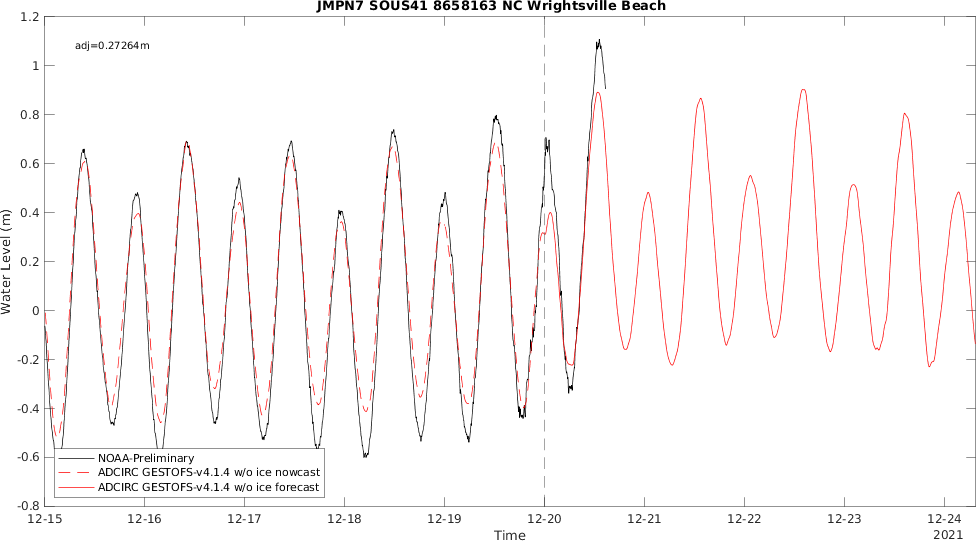 JMPN7 SOUS41 8658163 NC Wrightsville Beach
adj=0.27264m
1.2
1
0.8
0.6
0.4
0.2
0
-0.2
-0.4
-0.6
-0.8
Water Level (m)
NOAA-Preliminary
ADCIRC GESTOFS-v4.1.4 w/o ice nowcast
ADCIRC GESTOFS-v4.1.4 w/o ice forecast
12-15 12-16 12-17 12-18 12-19 12-20 12-21 12-22 12-23 12-24
Time
2021